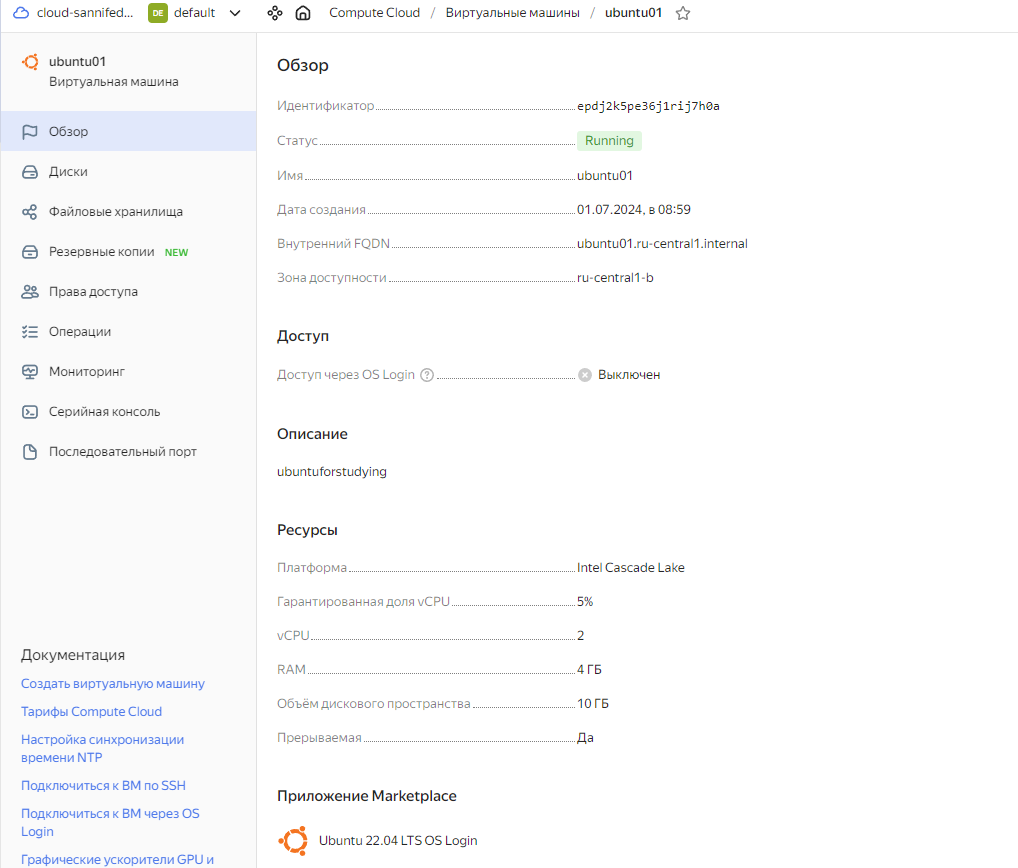 cloud-sannifed... DE default Compute Cloud / Виртуальные машины / ubuntu01
ubuntu01
Виртуальная машина
Обзор
Диски
Файловые хранилища
Резервные копии NEW
Права доступа
Операции
Мониторинг
Серийная консоль
Последовательный порт
Документация
Создать виртуальную машину
Тарифы Compute Cloud
Настройка синхронизации
времени NTP
Подключиться к ВМ по SSH
Подключиться к ВМ через OS
Login
Графические ускорители GPU и
Обзор
Идентификатор epdj2k5pe36j1rij7h0a
Статус Running
Имя ubuntu01
Дата создания 01.07.2024, в 08:59
Внутренний FQDN ubuntu01.ru-central1.internal
Зона доступности ru-central1-b
Доступ
Доступ через OS Login ? Выключен
Описание
ubuntuforstudying
Ресурсы
Платформа Intel Cascade Lake
Гарантированная доля vCPU 5%
vCPU 2
RAM 4 ГБ
Объём дискового пространства 10 ГБ
Прерываемая Да
Приложение Marketplace
Ubuntu 22.04 LTS OS Login